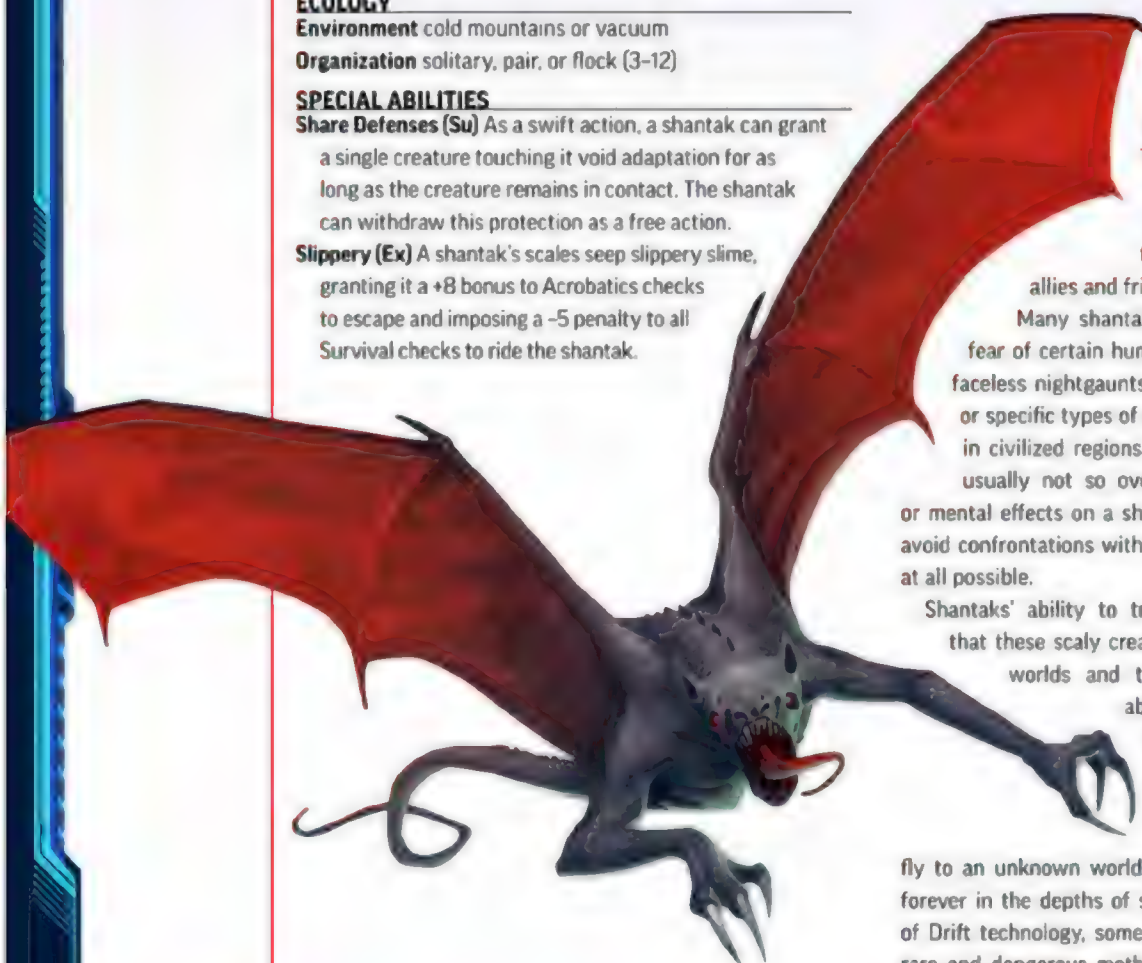 ECOLOGY
Environment cold mountains or vacuum
Organization solitary, pair, or flock (3–12)
SPECIAL ABILITIES
Share Defenses (Su) As a swift action, a shantak can grant
a single creature touching it void adaptation for as
long as the creature remains in contact. The shantak
can withdraw this protection as a free action.
Slippery (Ex) A shantak's scales seep slippery slime,
granting it a +8 bonus to Acrobatics checks
to escape and imposing a –5 penalty to all
Survival checks to ride the shantak.
allies and fri
Many shanta
fear of certain hur
faceless nightgaunts
or specific types of
in civilized regions
usually not so ov
or mental effects on a sh
avoid confrontations with
at all possible.
Shantaks' ability to t
that these scaly crea
worlds and t
ab
fly to an unknown world
forever in the depths of s
of Drift technology, some
rare and dangerous meth